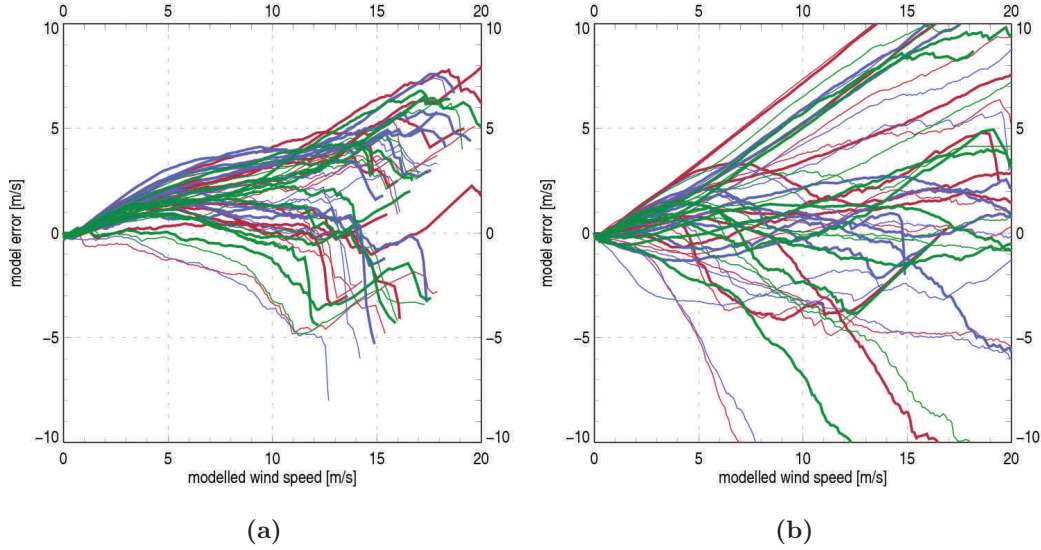 0 5 10 15 20 0 5 10 15 20
10 10 10 10
5 5 5 5
0 0 0 0
−5 −5 −5 −5
−10 −10 −10 −10
0 5 10 15 20 0 5 10 15 20
model error [m/s] model error [m/s]
modelled wind speed [m/s] modelled wind speed [m/s]
(a) (b)